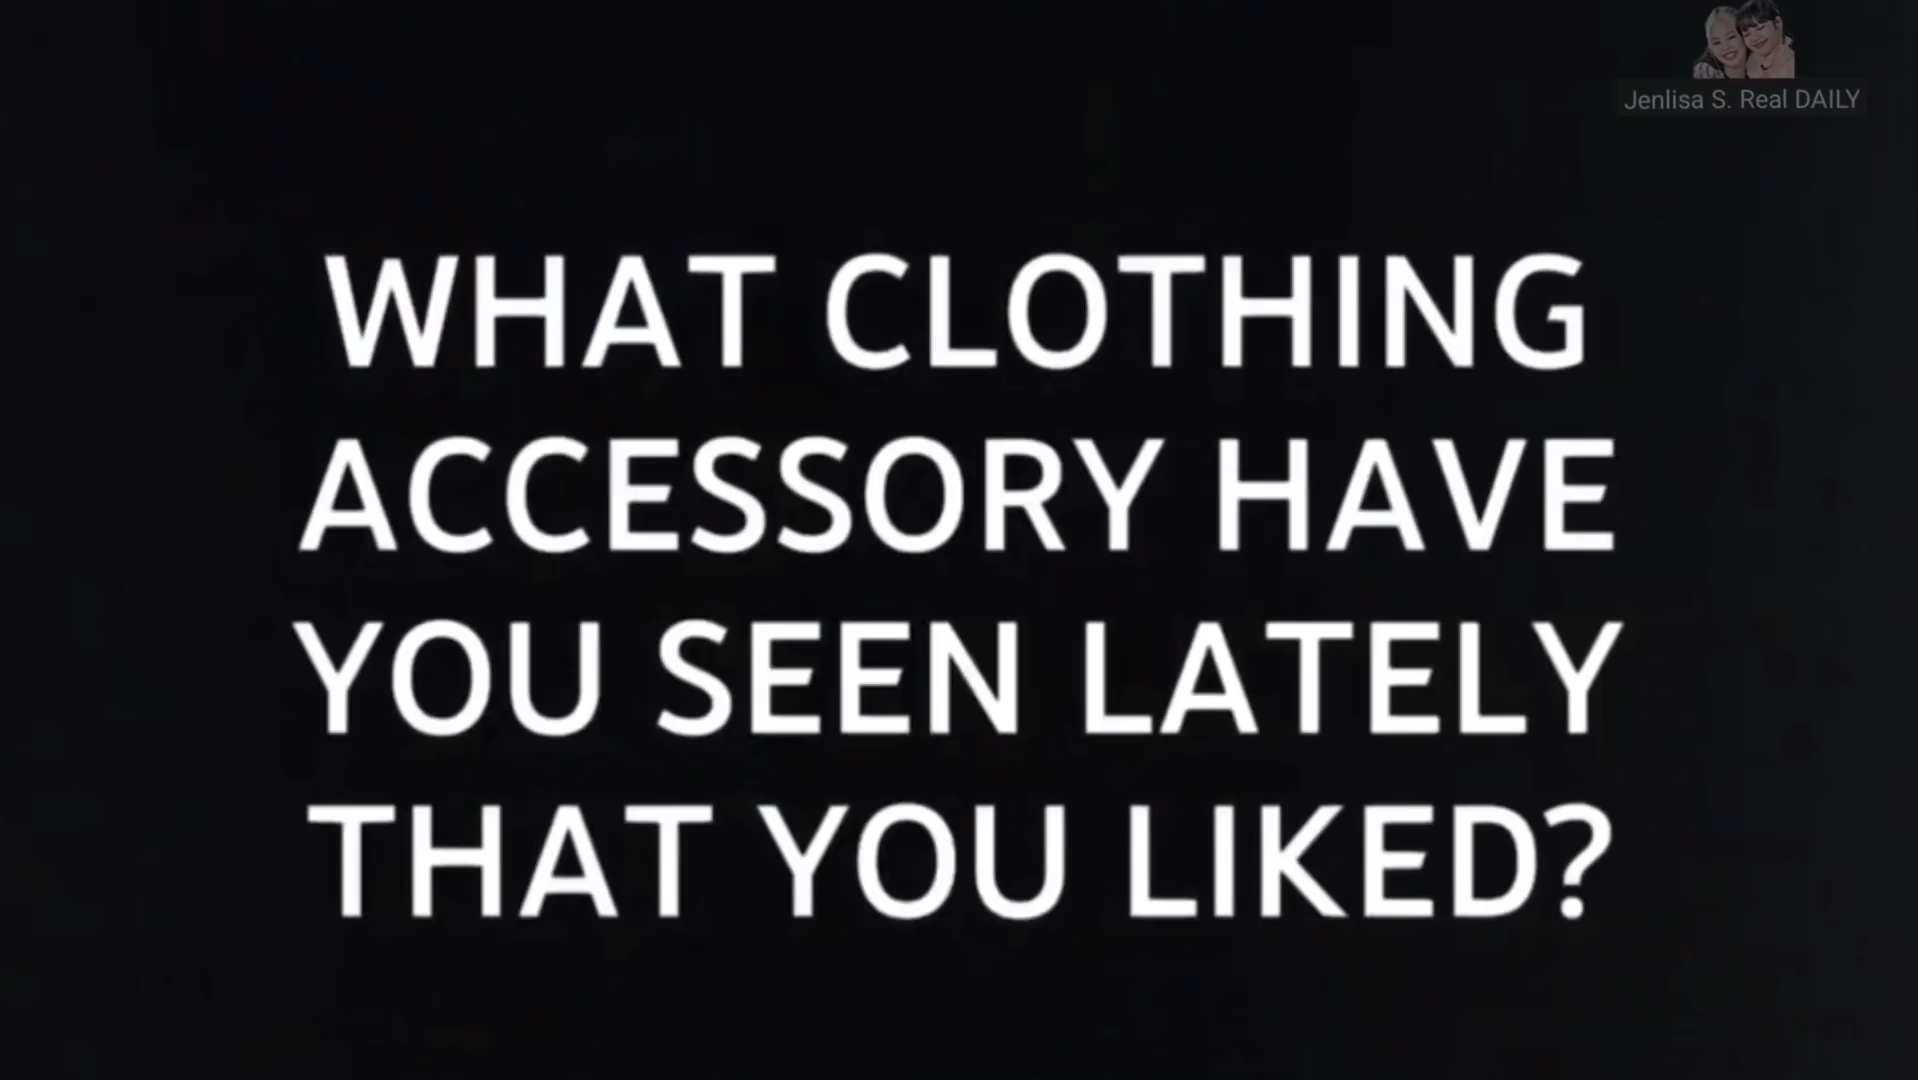 Jenlisa S. Real DAILY
WHAT CLOTHING
ACCESSORY HAVE
YOU SEEN LATELY
THAT YOU LIKED?